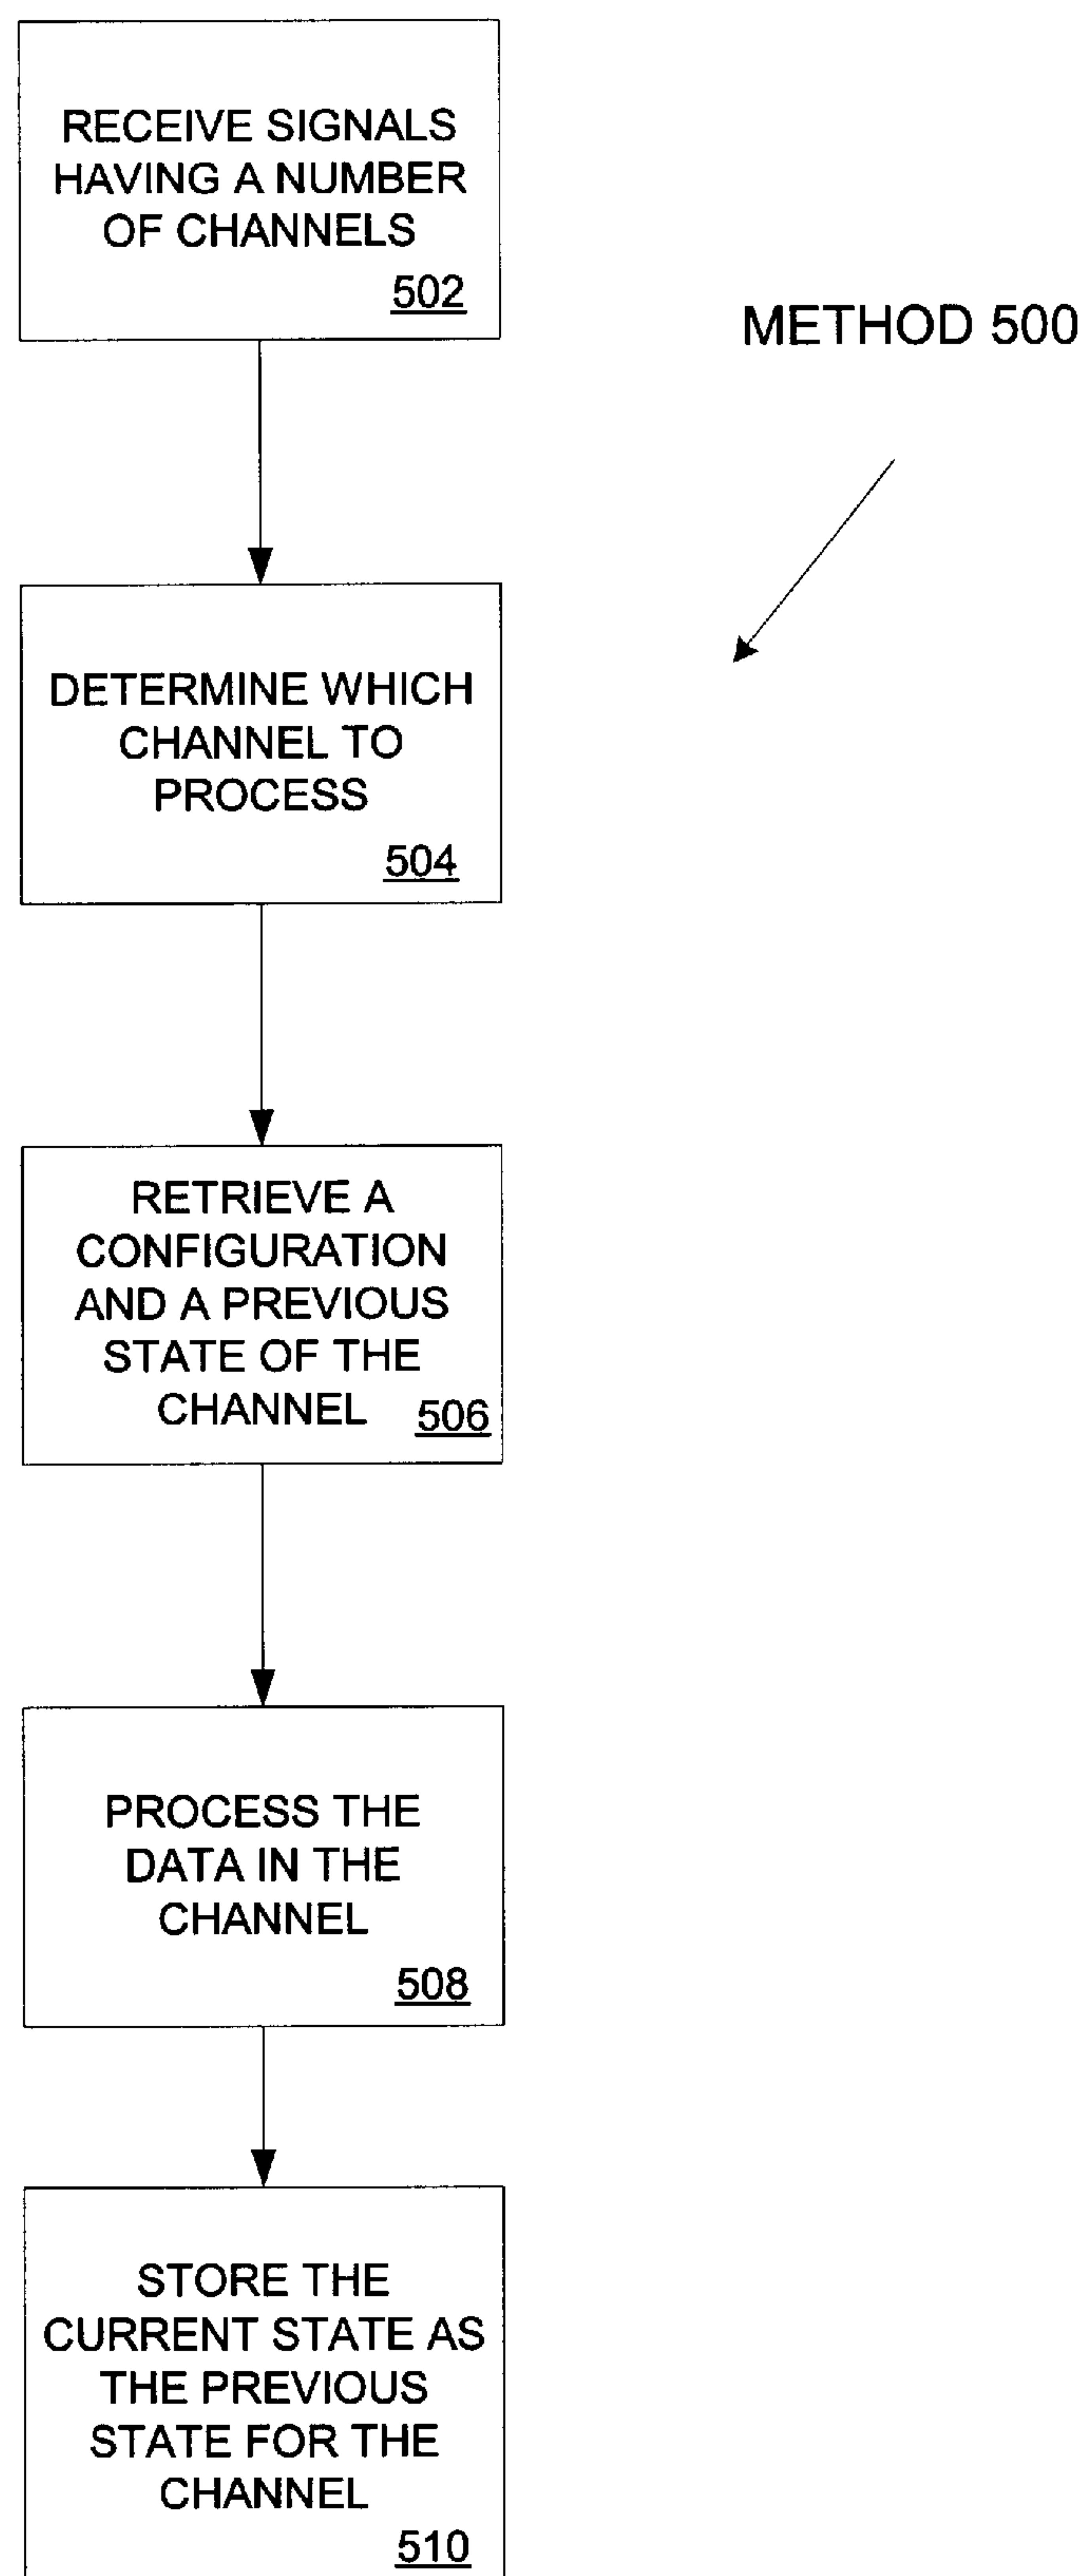 RECEIVE SIGNALS
HAVING A NUMBER
OF CHANNELS
502
METHOD 500
DETERMINE WHICH
CHANNEL TO
PROCESS
504
RETRIEVE A
CONFIGURATION
AND A PREVIOUS
STATE OF THE
CHANNEL 506
PROCESS THE
DATA IN THE
CHANNEL
508
STORE THE
CURRENT STATE AS
THE PREVIOUS
STATE FOR THE
CHANNEL
510